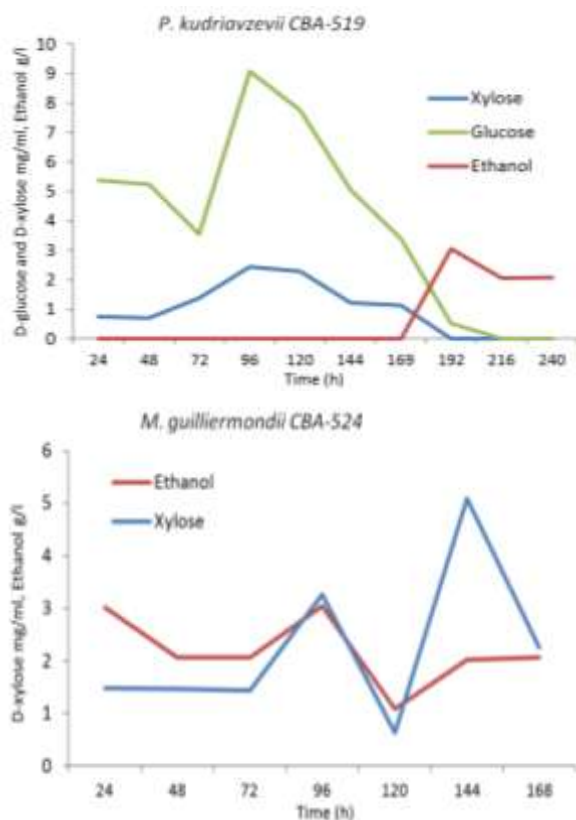 P. kudriavzevii CBA-519
D-glucose and D-xylose mg/ml, Ethanol g/l
10
9
8
7
6
5
4
3
2
1
0
Xylose
Glucose
Ethanol
24 48 72 96 120 144 169 192 216 240
Time (h)
M. guilliermondii CBA-524
D-xylose mg/ml, Ethanol g/l
6
5
4
3
2
1
0
Ethanol
Xylose
24 48 72 96 120 144 168
Time (h)